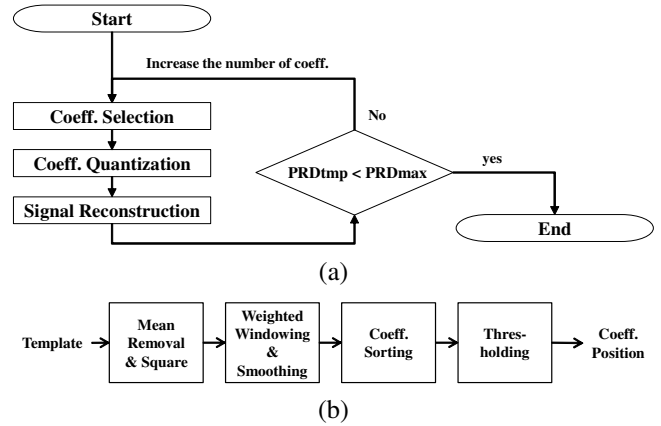 Start
Increase the number of coeff.
Coeff. Selection
Coeff. Quantization
Signal Reconstruction
No
PRDtmp < PRDmax
yes
End
(a)
Template
Mean
Removal
& Square
Weighted
Windowing
&
Smoothing
Coeff.
Sorting
Thres-
holding
Coeff.
Position
(b)